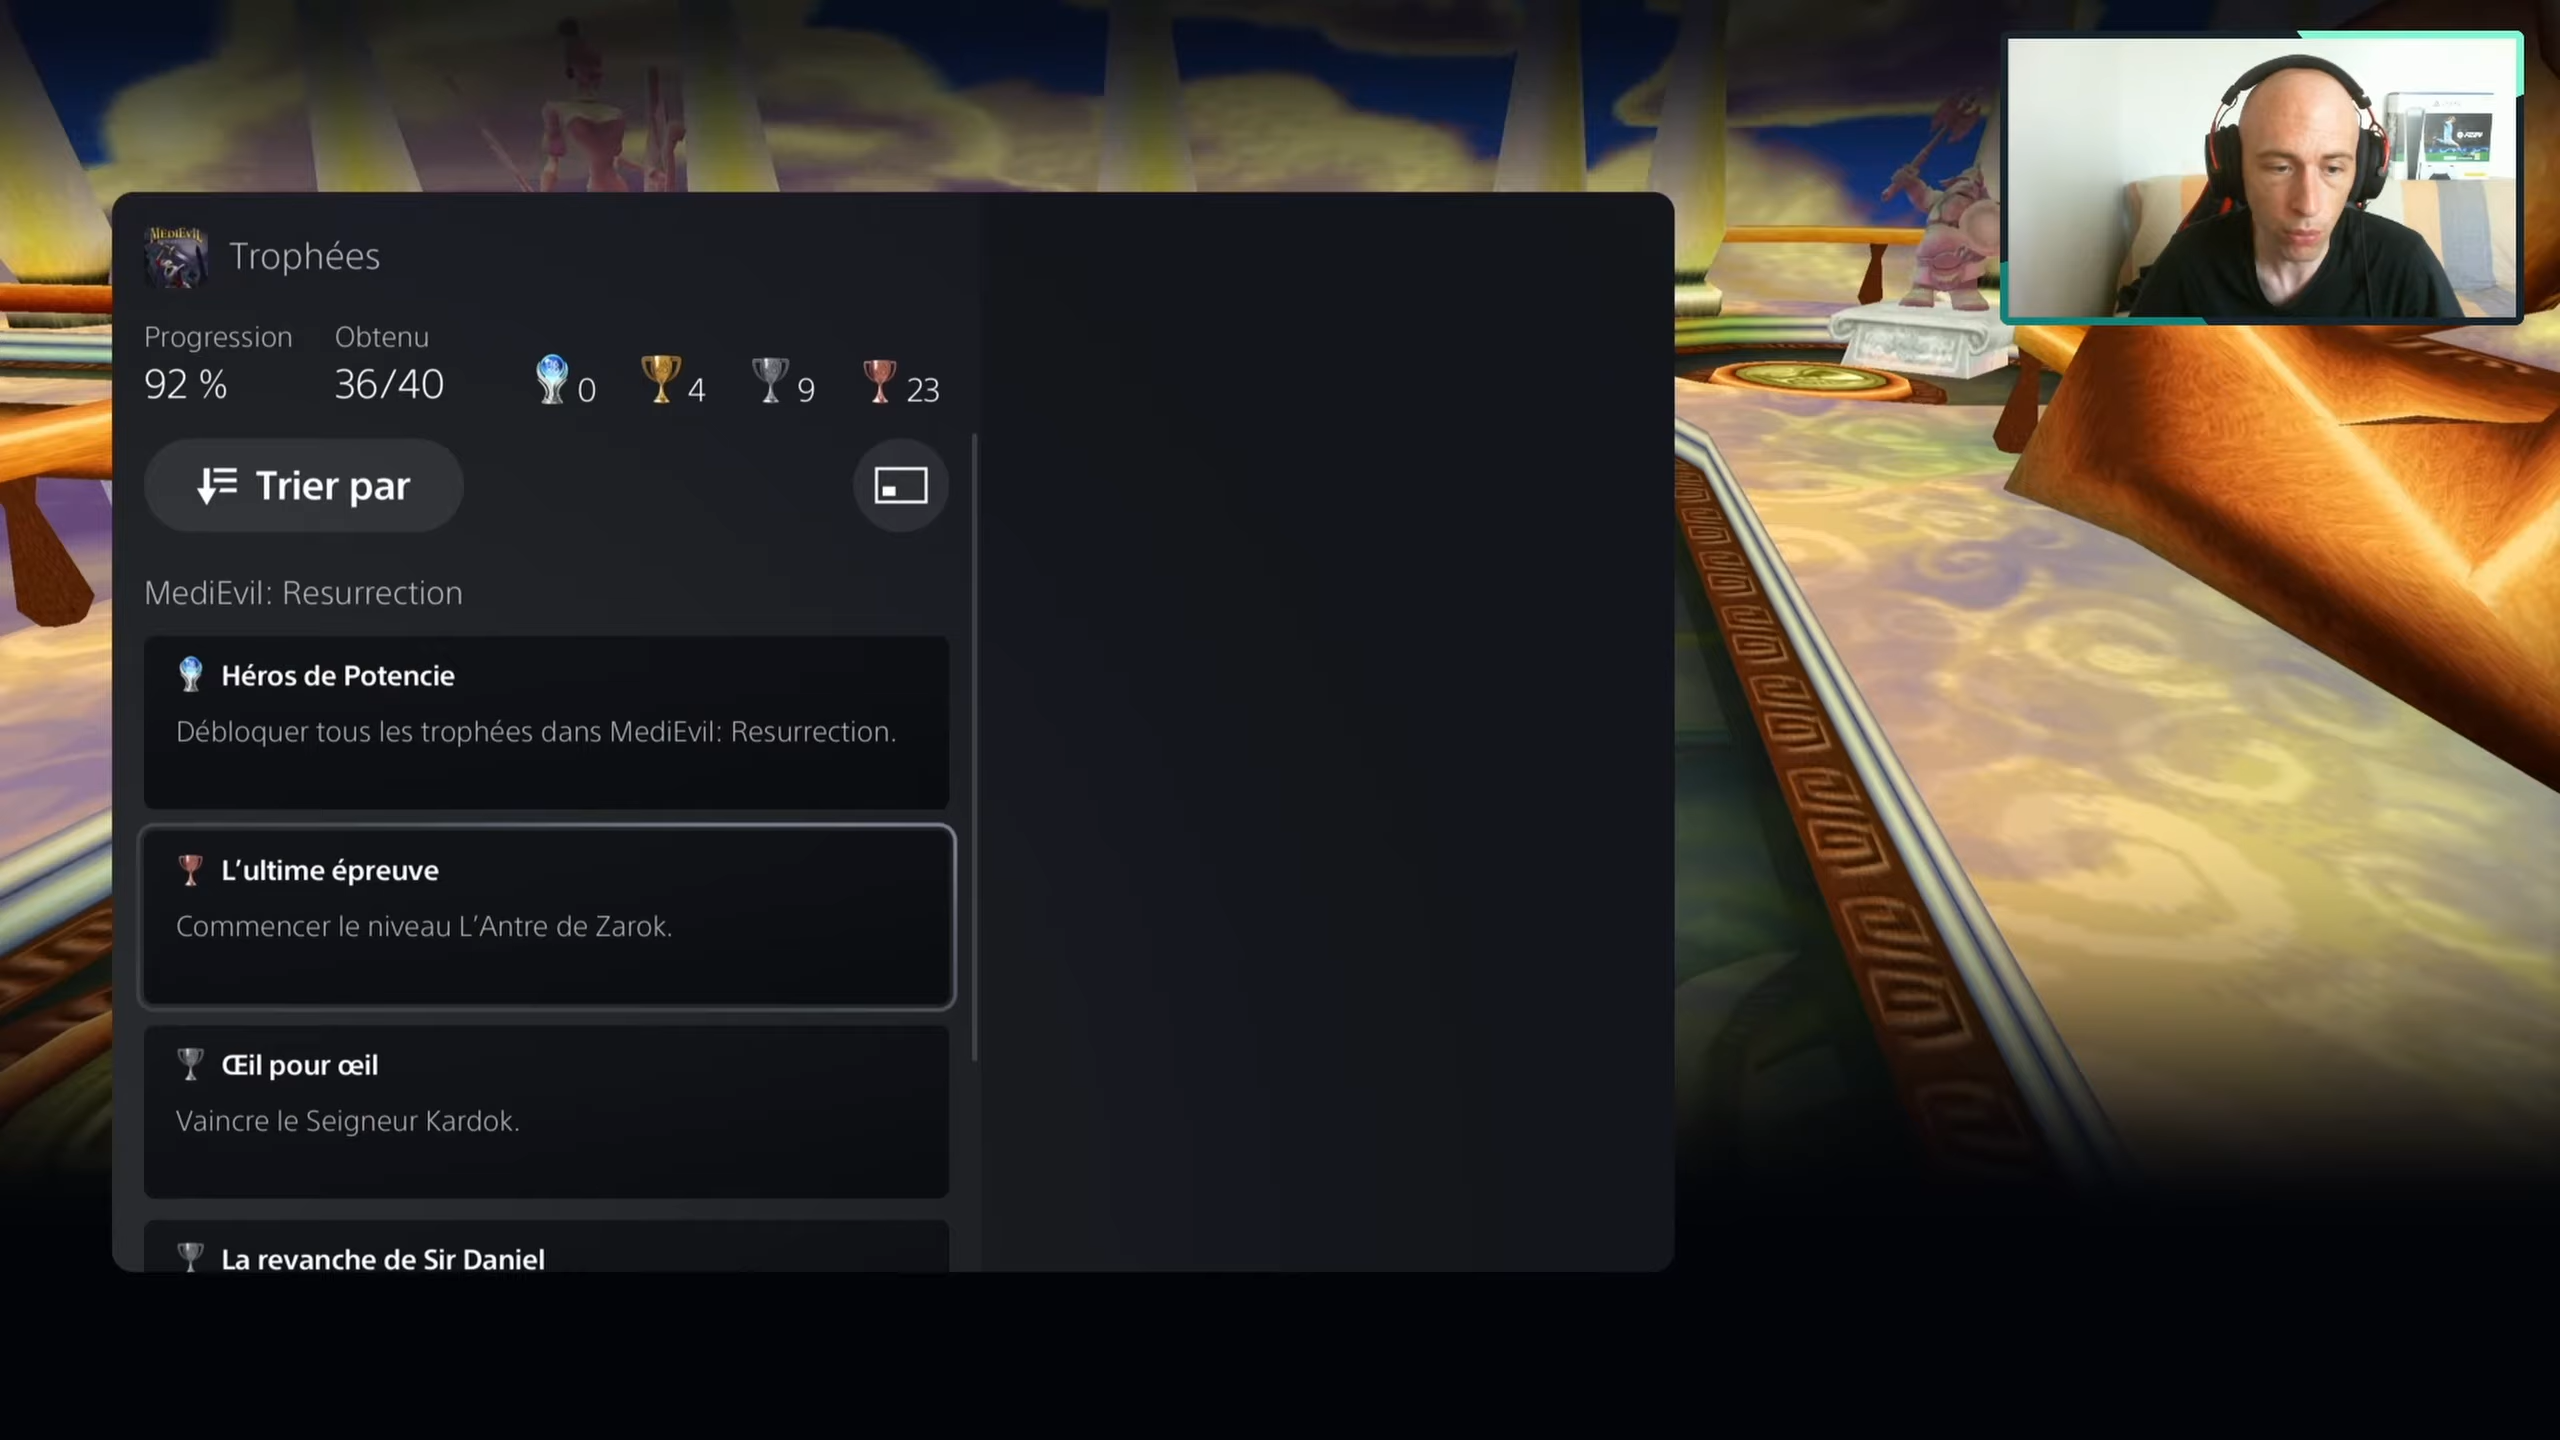 MEDIEVIL
Trophées
Progression
92 %
Obtenu
36/40
0
4
9
23
Trier par
MediEvil: Resurrection
Héros de Potencie
Débloquer tous les trophées dans MediEvil: Resurrection.
L’ultime épreuve
Commencer le niveau L’Antre de Zarok.
Œil pour œil
Vaincre le Seigneur Kardok.
La revanche de Sir Daniel